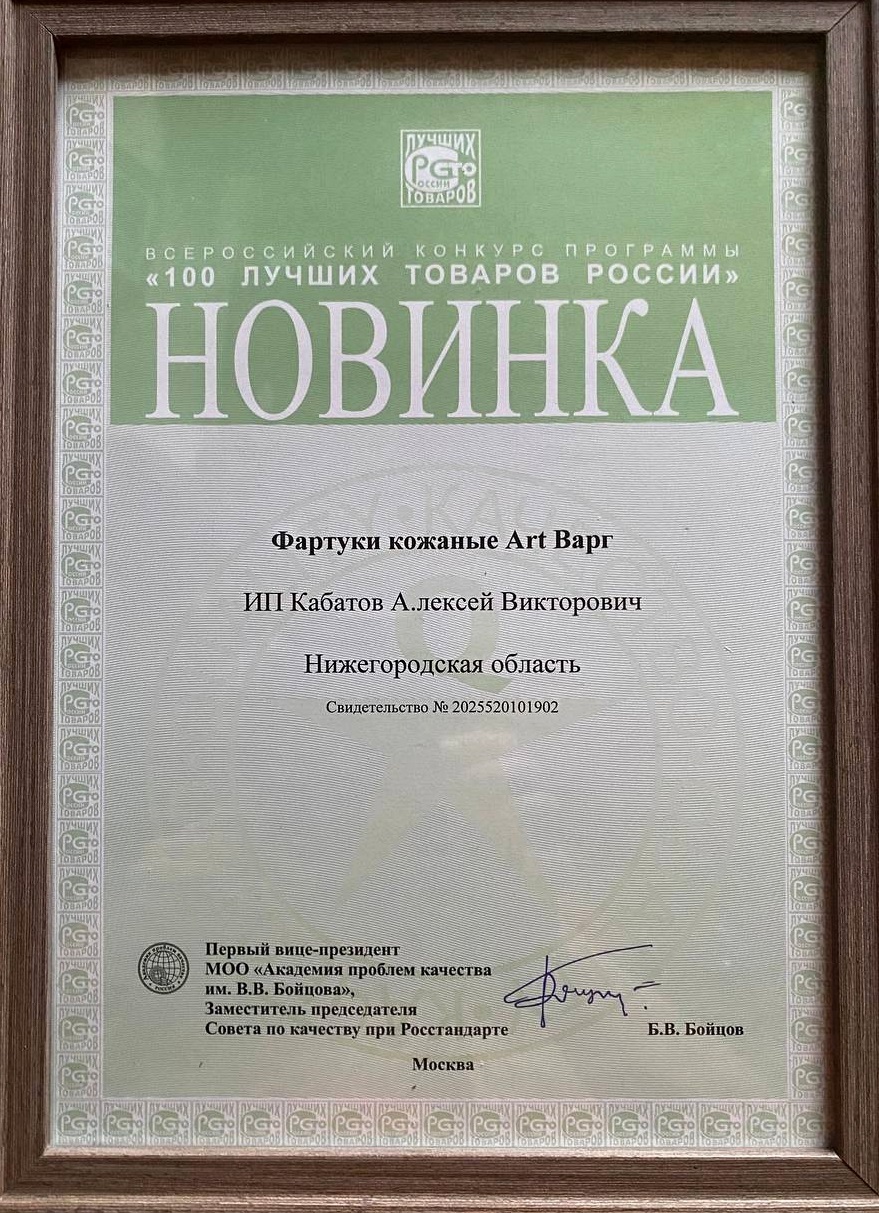 ЛУЧШИХ
РСТо
РОССИИ
ТОВАРОВ
ВСЕРОССИЙСКИЙ КОНКУРС ПРОГРАММЫ
«100 ЛУЧШИХ ТОВАРОВ РОССИИ»
НОВИНКА
Фартуки кожаные Art Варг
ИП Кабатов А.лексей Викторович
Нижегородская область
Свидетельство № 2025520101902
Первый вице-президент
МОО «Академия проблем качества
им. В.В. Бойцова»,
Заместитель председателя
Совета по качеству при Росстандарте
Б.В. Бойцов
Москва